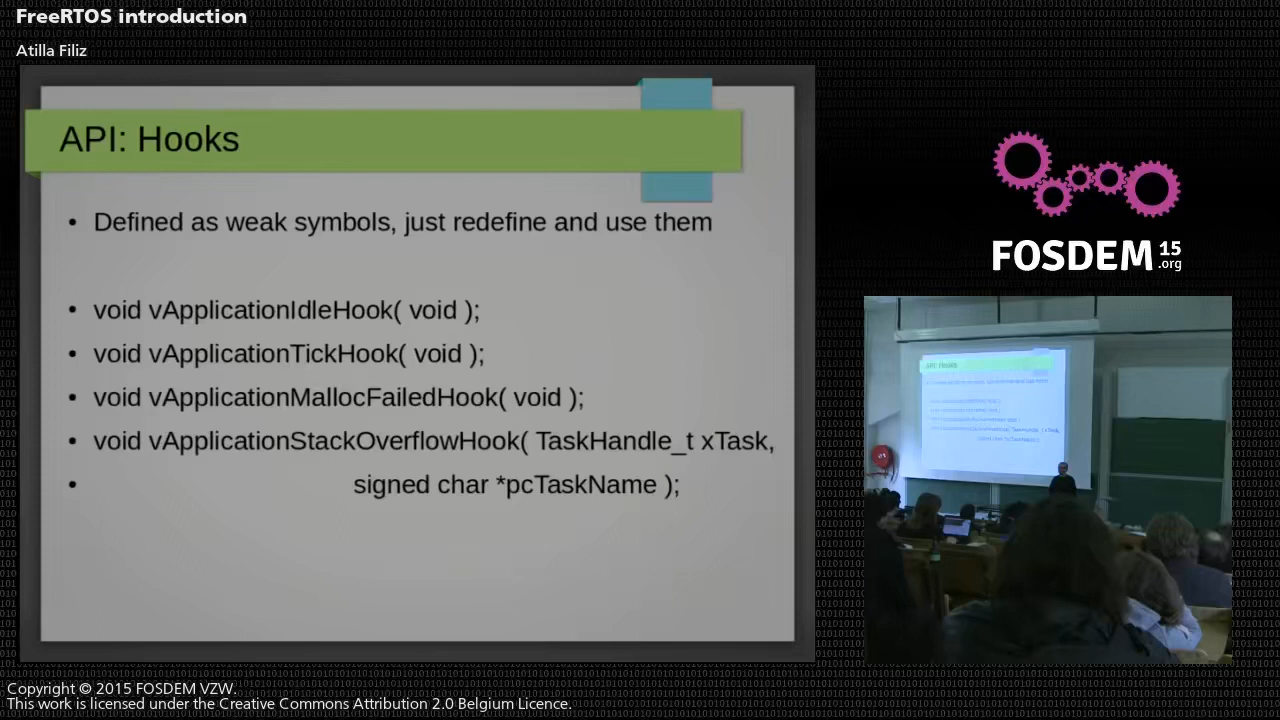 FreeRTOS introduction
Atilla Filiz
API: Hooks
• Defined as weak symbols, just redefine and use them
• void vApplicationIdleHook( void );
• void vApplicationTickHook( void );
• void vApplicationMallocFailedHook( void );
• void vApplicationStackOverflowHook( TaskHandle_t xTask,
• signed char *pcTaskName );
FOSDEM 15
.org
API: Hooks
Copyright © 2015 FOSDEM VZW.
This work is licensed under the Creative Commons Attribution 2.0 Belgium Licence.